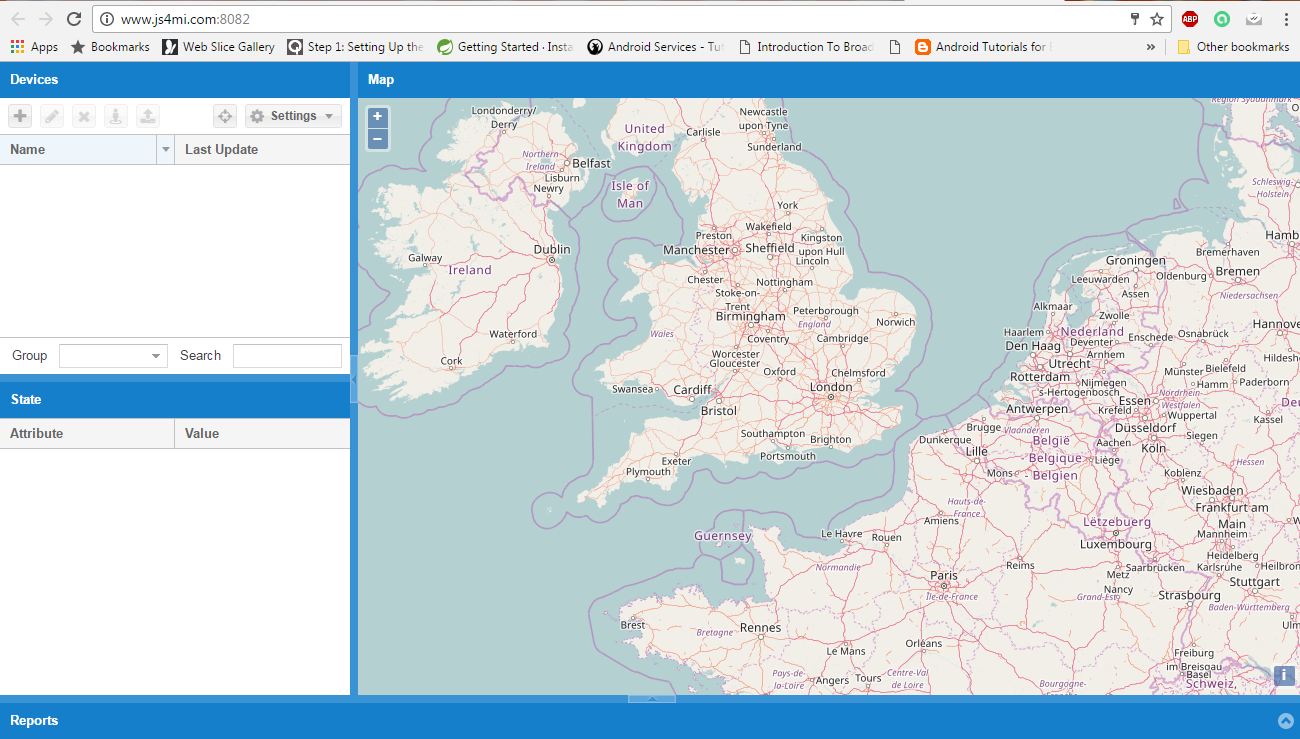 www.js4mi.com:8082
ABP
Apps
Bookmarks
Web Slice Gallery
Step 1: Setting Up the
Getting Started · Insta
Android Services - Tut
Introduction To Broad
Android Tutorials for
»
Other bookmarks
Devices
Map
Settings
Name
Last Update
Group
Search
State
Attribute
Value
+
−
Londonderry/
Derry
Northern
Ireland
Belfast
Lisburn
Newry
United
Kingdom
Isle of
Man
Carlisle
Newcastle
upon Tyne
Sunderland
Region Syddanmark
Schleswig-
Holstein
York
Preston
Wakefield
Kingston
upon Hull
Manchester
Sheffield
Lincoln
Dublin
Galway
Ireland
Chester
Stoke-on-
Trent
Nottingham
Birmingham
Peterborough
England
Norwich
Wales
Coventry
Cambridge
Waterford
Cork
Worcester
Gloucester
Oxford
Chelmsford
Swansea
Cardiff
London
Bristol
Southampton
Brighton
Portsmouth
Exeter
Plymouth
Hamb
Groningen
Bremerhaven
Leeuwarden
Oldenburg
Bremen
Assen
Niedersachsen
Alkmaar
Zwolle
Haarlem
Nederland
Den Haag
Deventer
Enschede
Osnabrück
Hannove
Utrecht
Arnhem
Rotterdam
Nijmegen
's-Hertogenbosch
Münster
Bielefeld
Hildeshe
Hamm
Paderborn
Antwerpen
Essen
Krefeld
Nordrhein-
Westfalen
Wuppertal
Kassel
Deu
Dunkerque
Brugge
Vlaanderen
Düsseldorf
Lille
België
Belgique
Belgien
Aachen
Köln
Siegen
Liège
Mons
Koblenz
Hessen
Hauts-de-
France
Amiens
Wiesbaden
Frankfurt am
Main
Lëtzebuerg
Luxembourg
Mannheim
Heidelberg
Guernsey
Le Havre
Rouen
Normandie
Reims
Saarbrücken
Karlsruhe
Heilbron
Metz
Stuttgart
Nancy
Paris
Île-de-France
Grand-Est
Strasbourg
Baden-Württemberg
Brest
Bretagne
Rennes
Ulm
Le Mans
Orléans
Freiburg
im Breisgau
Basel
Schweiz,
Pays-de-
la-Loire
Angers
Tours
Centre-Val
de Loire
Bourgogne-
i
Reports